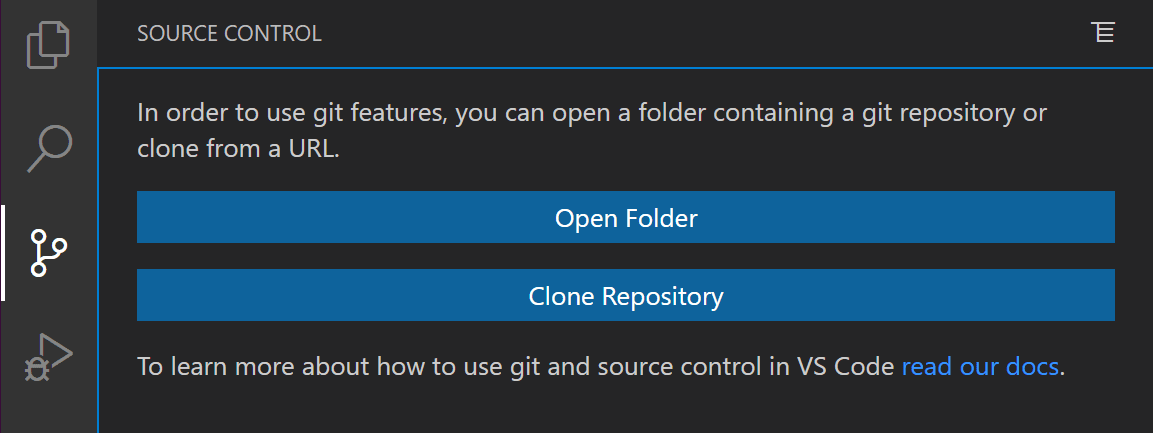 SOURCE CONTROL
In order to use git features, you can open a folder containing a git repository or
clone from a URL.
Open Folder
Clone Repository
To learn more about how to use git and source control in VS Code read our docs.